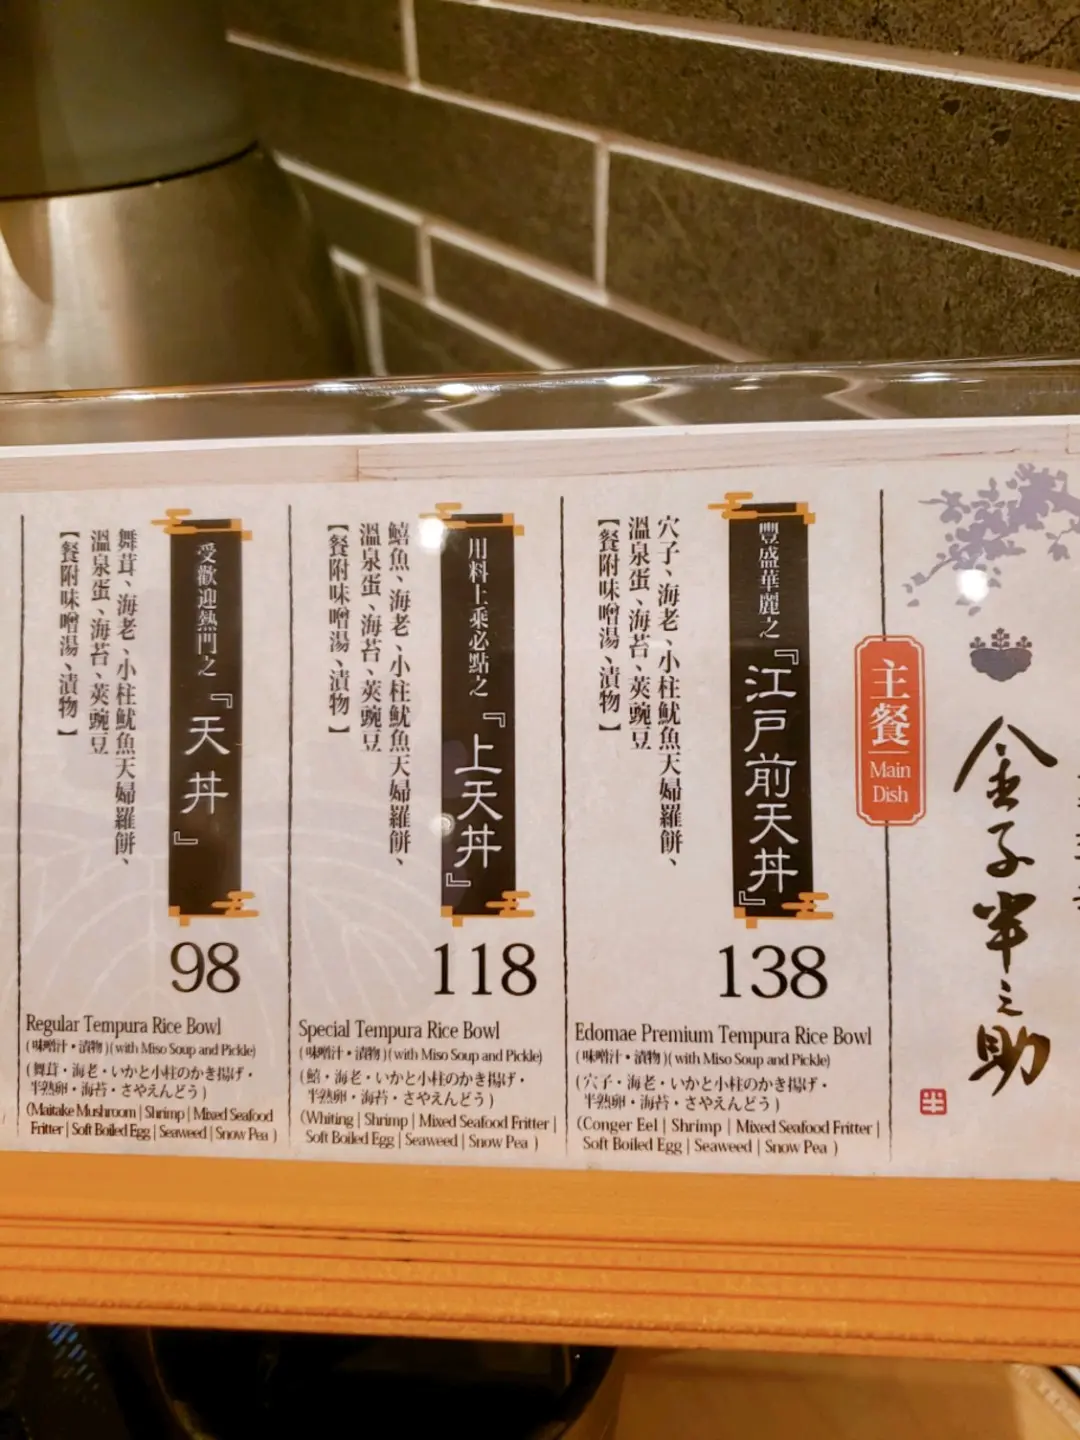 金子半之助
半
主餐
Main
Dish
豐盛華麗之
『江戸前天丼』
穴子、海老、小柱魷魚天婦羅餅、
溫泉蛋、海苔、莢豌豆
【餐附味噌湯、漬物】
138
Edomae Premium Tempura Rice Bowl
(味噌汁・漬物)(with Miso Soup and Pickle)
(穴子・海老・いかと小柱のかき揚げ・
半熟卵・海苔・さやえんどう)
(Conger Eel | Shrimp | Mixed Seafood Fritter |
Soft Boiled Egg | Seaweed | Snow Pea )
用料上乘必點之
『上天丼』
鱚魚、海老、小柱魷魚天婦羅餅、
溫泉蛋、海苔、莢豌豆
【餐附味噌湯、漬物】
118
Special Tempura Rice Bowl
(味噌汁・漬物)(with Miso Soup and Pickle)
(鱚・海老・いかと小柱のかき揚げ・
半熟卵・海苔・さやえんどう)
(Whiting | Shrimp | Mixed Seafood Fritter |
Soft Boiled Egg | Seaweed | Snow Pea )
受歡迎熱門之
『天丼』
舞茸、海老、小柱魷魚天婦羅餅、
溫泉蛋、海苔、莢豌豆
【餐附味噌湯、漬物】
98
Regular Tempura Rice Bowl
(味噌汁・漬物)(with Miso Soup and Pickle)
(舞茸・海老・いかと小柱のかき揚げ・
半熟卵・海苔・さやえんどう)
(Maitake Mushroom | Shrimp | Mixed Seafood
Fritter | Soft Boiled Egg | Seaweed | Snow Pea )